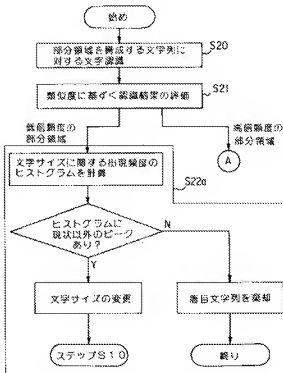 始め
部分領域を構成する文字列に
対する文字認識
S20
類似度に基づく認識結果の評価
S21
低信頼度の
部分領域
高信頼度の
部分領域
A
文字サイズに関する出現頻度の
ヒストグラムを計算
S22a
ヒストグラムに
現状以外のピーク
あり?
N
Y
文字サイズの変更
着目文字列を棄却
ステップS10
終り